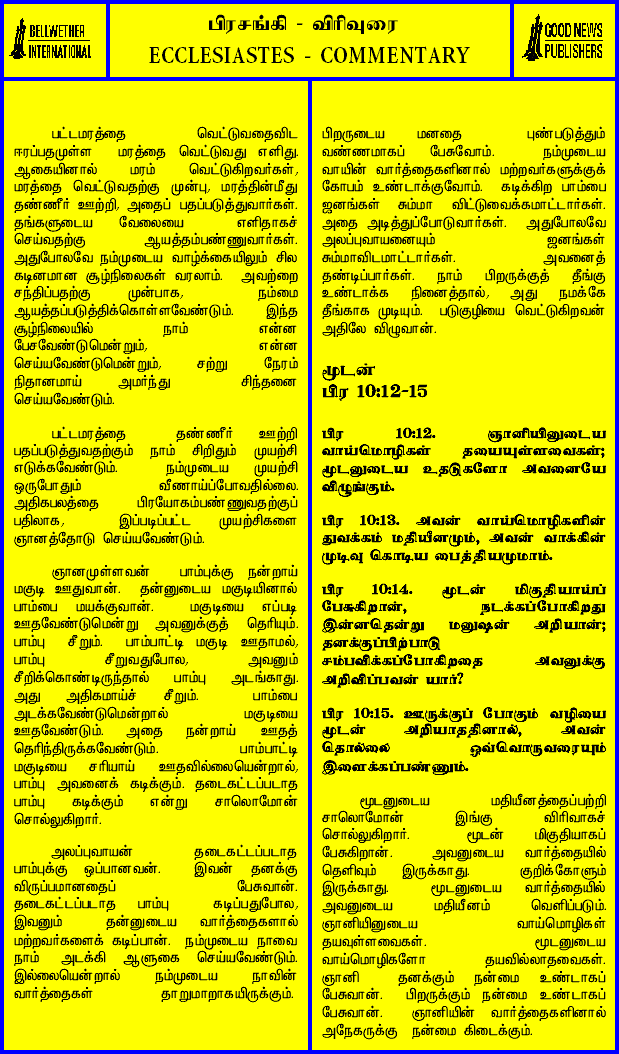 BELLWETHER
INTERNATIONAL
பிரசங்கி - விரிவுரை
ECCLESIASTES - COMMENTARY
GOOD NEWS
PUBLISHERS
பட்டமரத்தை வெட்டுவதைவிட
ஈரப்பதமுள்ள மரத்தை வெட்டுவது எளிது.
ஆகையினால் மரம் வெட்டுகிறவர்கள்,
மரத்தை வெட்டுவதற்கு முன்பு, மரத்தின்மீது
தண்ணீர் ஊற்றி, அதைப் பதப்படுத்துவார்கள்.
தங்களுடைய வேலையை எளிதாகச்
செய்வதற்கு ஆயத்தம்பண்ணுவார்கள்.
அதுபோலவே நம்முடைய வாழ்க்கையிலும் சில
கடினமான சூழ்நிலைகள் வரலாம். அவற்றை
சந்திப்பதற்கு முன்பாக, நம்மை
ஆயத்தப்படுத்திக்கொள்ளவேண்டும். இந்த
சூழ்நிலையில் நாம் என்ன
பேசவேண்டுமென்றும், என்ன
செய்யவேண்டுமென்றும், சற்று நேரம்
நிதானமாய் அமர்ந்து சிந்தனை
செய்யவேண்டும்.
பட்டமரத்தை தண்ணீர் ஊற்றி
பதப்படுத்துவதற்கும் நாம் சிறிதும் முயற்சி
எடுக்கவேண்டும். நம்முடைய முயற்சி
ஒருபோதும் வீணாய்ப்போவதில்லை.
அதிகபலத்தை பிரயோகம்பண்ணுவதற்குப்
பதிலாக, இப்படிப்பட்ட முயற்சிகளை
ஞானத்தோடு செய்யவேண்டும்.
ஞானமுள்ளவன் பாம்புக்கு நன்றாய்
மகுடி ஊதுவான். தன்னுடைய மகுடியினால்
பாம்பை மயக்குவான். மகுடியை எப்படி
ஊதவேண்டுமென்று அவனுக்குத் தெரியும்.
பாம்பு சீறும். பாம்பாட்டி மகுடி ஊதாமல்,
பாம்பு சீறுவதுபோல, அவனும்
சீறிக்கொண்டிருந்தால் பாம்பு அடங்காது.
அது அதிகமாய்ச் சீறும். பாம்பை
அடக்கவேண்டுமென்றால் மகுடியை
ஊதவேண்டும். அதை நன்றாய் ஊதத்
தெரிந்திருக்கவேண்டும். பாம்பாட்டி
மகுடியை சரியாய் ஊதவில்லையென்றால்,
பாம்பு அவனைக் கடிக்கும். தடைகட்டப்படாத
பாம்பு கடிக்கும் என்று சாலொமோன்
சொல்லுகிறார்.
அலப்புவாயன் தடைகட்டப்படாத
பாம்புக்கு ஒப்பானவன். இவன் தனக்கு
விருப்பமானதைப் பேசுவான்.
தடைகட்டப்படாத பாம்பு கடிப்பதுபோல,
இவனும் தன்னுடைய வார்த்தைகளால்
மற்றவர்களைக் கடிப்பான். நம்முடைய நாவை
நாம் அடக்கி ஆளுகை செய்யவேண்டும்.
இல்லையென்றால் நம்முடைய நாவின்
வார்த்தைகள் தாறுமாறாகயிருக்கும்.
பிறருடைய மனதை புண்படுத்தும்
வண்ணமாகப் பேசுவோம். நம்முடைய
வாயின் வார்த்தைகளினால் மற்றவர்களுக்குக்
கோபம் உண்டாக்குவோம். கடிக்கிற பாம்பை
ஜனங்கள் சும்மா விட்டுவைக்கமாட்டார்கள்.
அதை அடித்துப்போடுவார்கள். அதுபோலவே
அலப்புவாயனையும் ஜனங்கள்
சும்மாவிடமாட்டார்கள். அவனைத்
தண்டிப்பார்கள். நாம் பிறருக்குத் தீங்கு
உண்டாக்க நினைத்தால், அது நமக்கே
தீங்காக முடியும். படுகுழியை வெட்டுகிறவன்
அதிலே விழுவான்.
மூடன்
பிர 10:12-15
பிர 10:12. ஞானியினுடைய
வாய்மொழிகள் தயையுள்ளவைகள்;
மூடனுடைய உதடுகளோ அவனையே
விழுங்கும்.
பிர 10:13. அவன் வாய்மொழிகளின்
துவக்கம் மதியீனமும், அவன் வாக்கின்
முடிவு கொடிய பைத்தியமுமாம்.
பிர 10:14. மூடன் மிகுதியாய்ப்
பேசுகிறான், நடக்கப்போகிறது
இன்னதென்று மனுஷன் அறியான்;
தனக்குப்பிற்பாடு
சம்பவிக்கப்போகிறதை அவனுக்கு
அறிவிப்பவன் யார்?
பிர 10:15. ஊருக்குப் போகும் வழியை
மூடன் அறியாததினால், அவன்
தொல்லை ஒவ்வொருவரையும்
இளைக்கப்பண்ணும்.
மூடனுடைய மதியீனத்தைப்பற்றி
சாலொமோன் இங்கு விரிவாகச்
சொல்லுகிறார். மூடன் மிகுதியாகப்
பேசுகிறான். அவனுடைய வார்த்தையில்
தெளிவும் இருக்காது. குறிக்கோளும்
இருக்காது. மூடனுடைய வார்த்தையில்
அவனுடைய மதியீனம் வெளிப்படும்.
ஞானியினுடைய வாய்மொழிகள்
தயவுள்ளவைகள். மூடனுடைய
வாய்மொழிகளோ தயவில்லாதவைகள்.
ஞானி தனக்கும் நன்மை உண்டாகப்
பேசுவான். பிறருக்கும் நன்மை உண்டாகப்
பேசுவான். ஞானியின் வார்த்தைகளினால்
அநேகருக்கு நன்மை கிடைக்கும்.